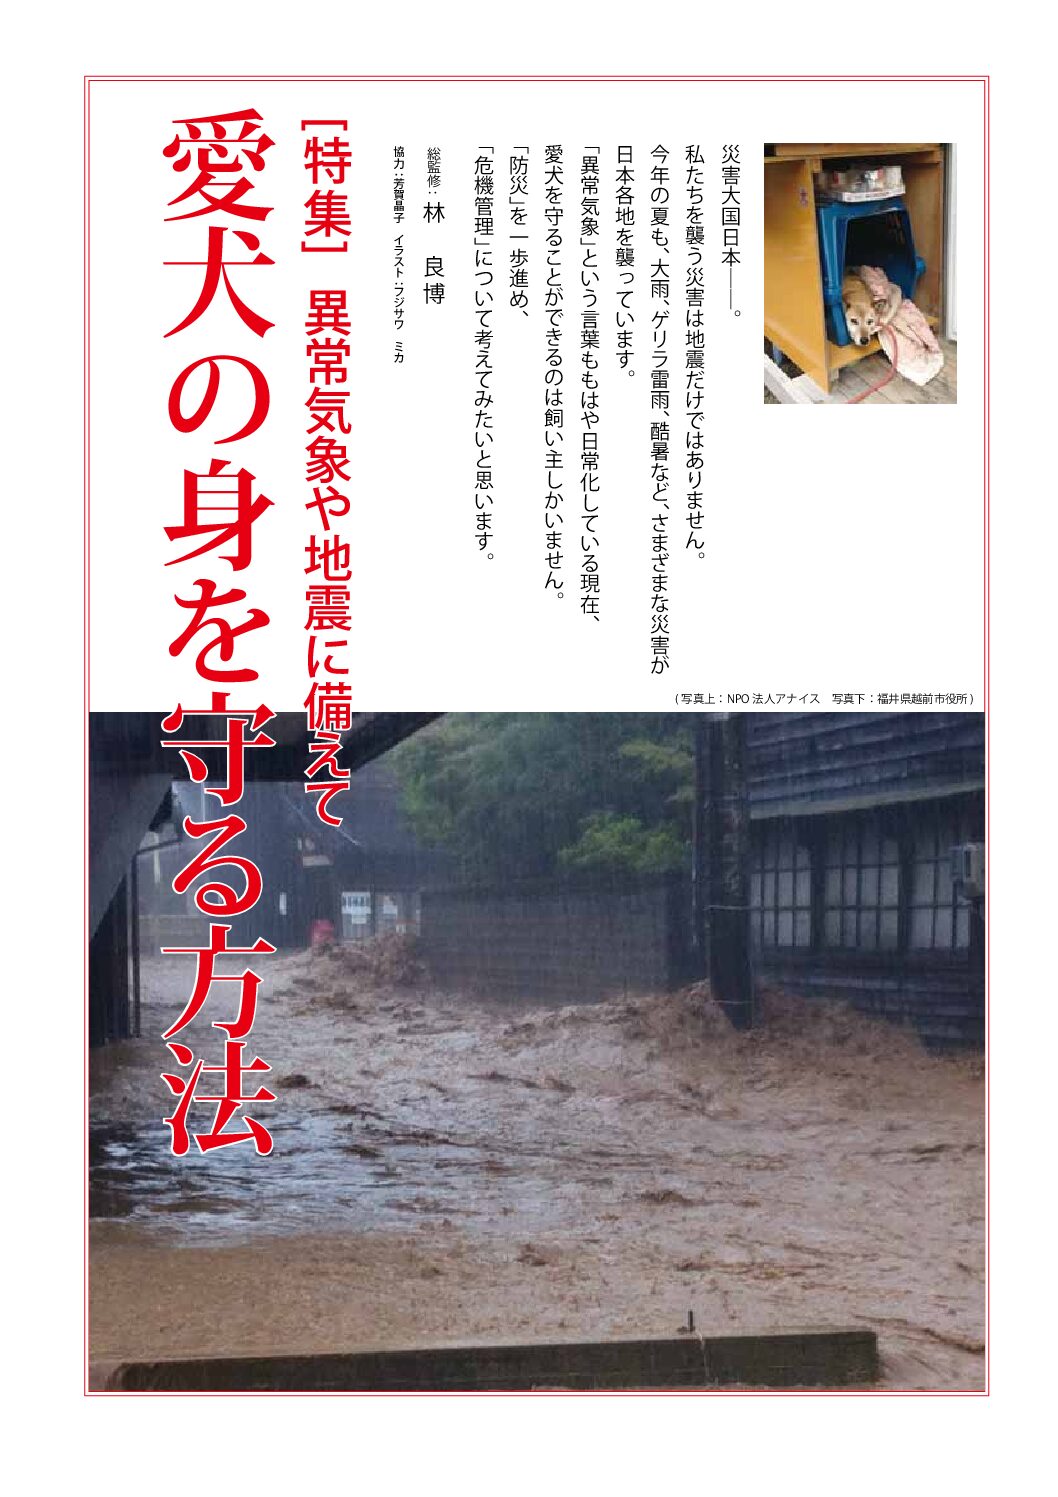 災害大国日本――。
私たちを襲う災害は地震だけではありません。
今年の夏も、大雨、ゲリラ雷雨、酷暑など、さまざまな災害が
日本各地を襲っています。
「異常気象」という言葉ももはや日常化している現在、
愛犬を守ることができるのは飼い主しかいません。
「防災」を一歩進め、
「危機管理」について考えてみたいと思います。
総監修:林 良博
協力:芳賀晶子 イラスト:フジサワ ミカ
[特集] 異常気象や地震に備えて
愛犬の身を守る方法
(写真上:NPO法人アナイス 写真下:福井県越前市役所)